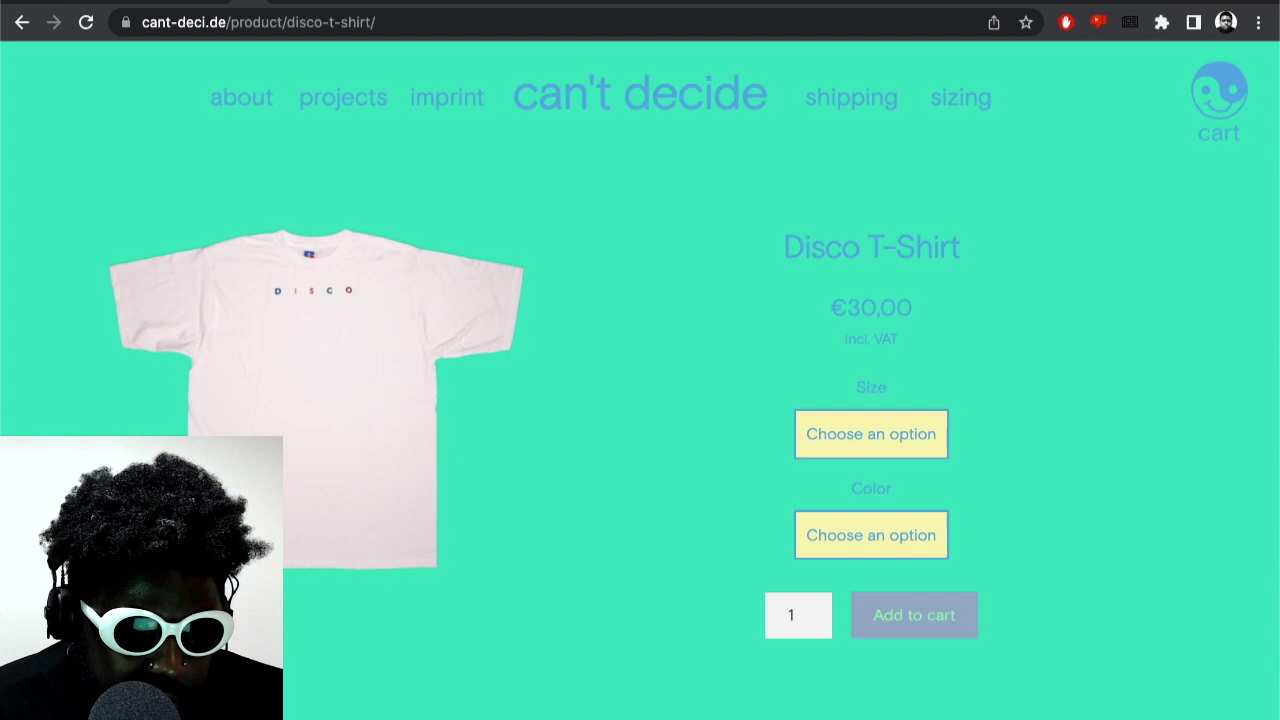 cant-deci.de/product/disco-t-shirt/
about projects imprint can't decide shipping sizing
cart
DISCO
Disco T-Shirt
€30,00
Incl. VAT
Size
Choose an option
Color
Choose an option
1 Add to cart